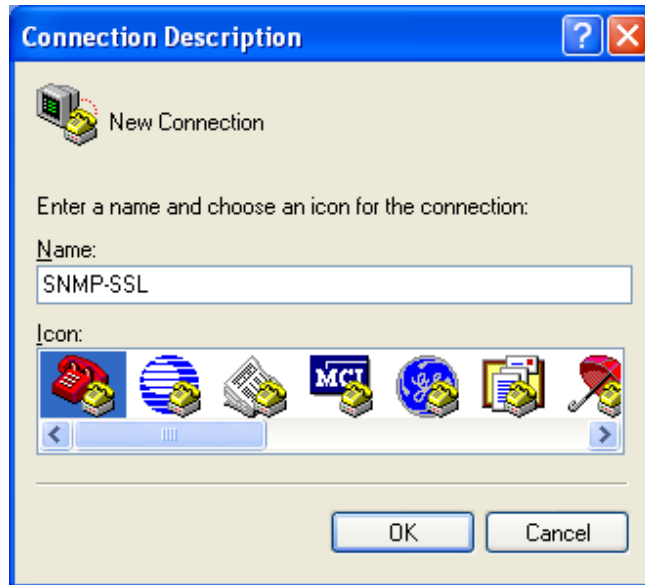 Connection Description
New Connection
Enter a name and choose an icon for the connection:
Name:
SNMP-SSL
Icon:
MCI
OK Cancel